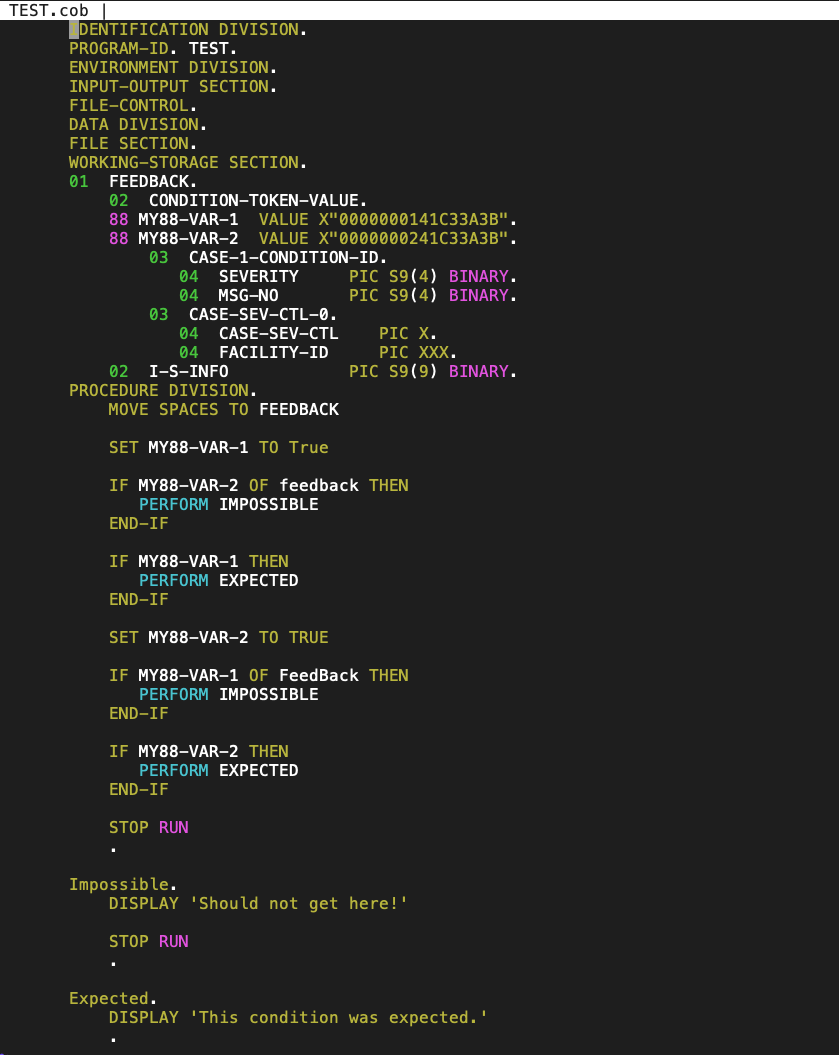 TEST.cob |
IDENTIFICATION DIVISION.
PROGRAM-ID. TEST.
ENVIRONMENT DIVISION.
INPUT-OUTPUT SECTION.
FILE-CONTROL.
DATA DIVISION.
FILE SECTION.
WORKING-STORAGE SECTION.
01  FEEDBACK.
    02  CONDITION-TOKEN-VALUE.
    88 MY88-VAR-1  VALUE X"0000000141C33A3B".
    88 MY88-VAR-2  VALUE X"0000000241C33A3B".
        03  CASE-1-CONDITION-ID.
           04  SEVERITY     PIC S9(4) BINARY.
           04  MSG-NO       PIC S9(4) BINARY.
        03  CASE-SEV-CTL-0.
           04  CASE-SEV-CTL    PIC X.
           04  FACILITY-ID     PIC XXX.
    02  I-S-INFO            PIC S9(9) BINARY.
PROCEDURE DIVISION.
    MOVE SPACES TO FEEDBACK

    SET MY88-VAR-1 TO True

    IF MY88-VAR-2 OF feedback THEN
       PERFORM IMPOSSIBLE
    END-IF

    IF MY88-VAR-1 THEN
       PERFORM EXPECTED
    END-IF

    SET MY88-VAR-2 TO TRUE

    IF MY88-VAR-1 OF FeedBack THEN
       PERFORM IMPOSSIBLE
    END-IF

    IF MY88-VAR-2 THEN
       PERFORM EXPECTED
    END-IF

    STOP RUN
    .

Impossible.
    DISPLAY 'Should not get here!'

    STOP RUN
    .

Expected.
    DISPLAY 'This condition was expected.'
    .